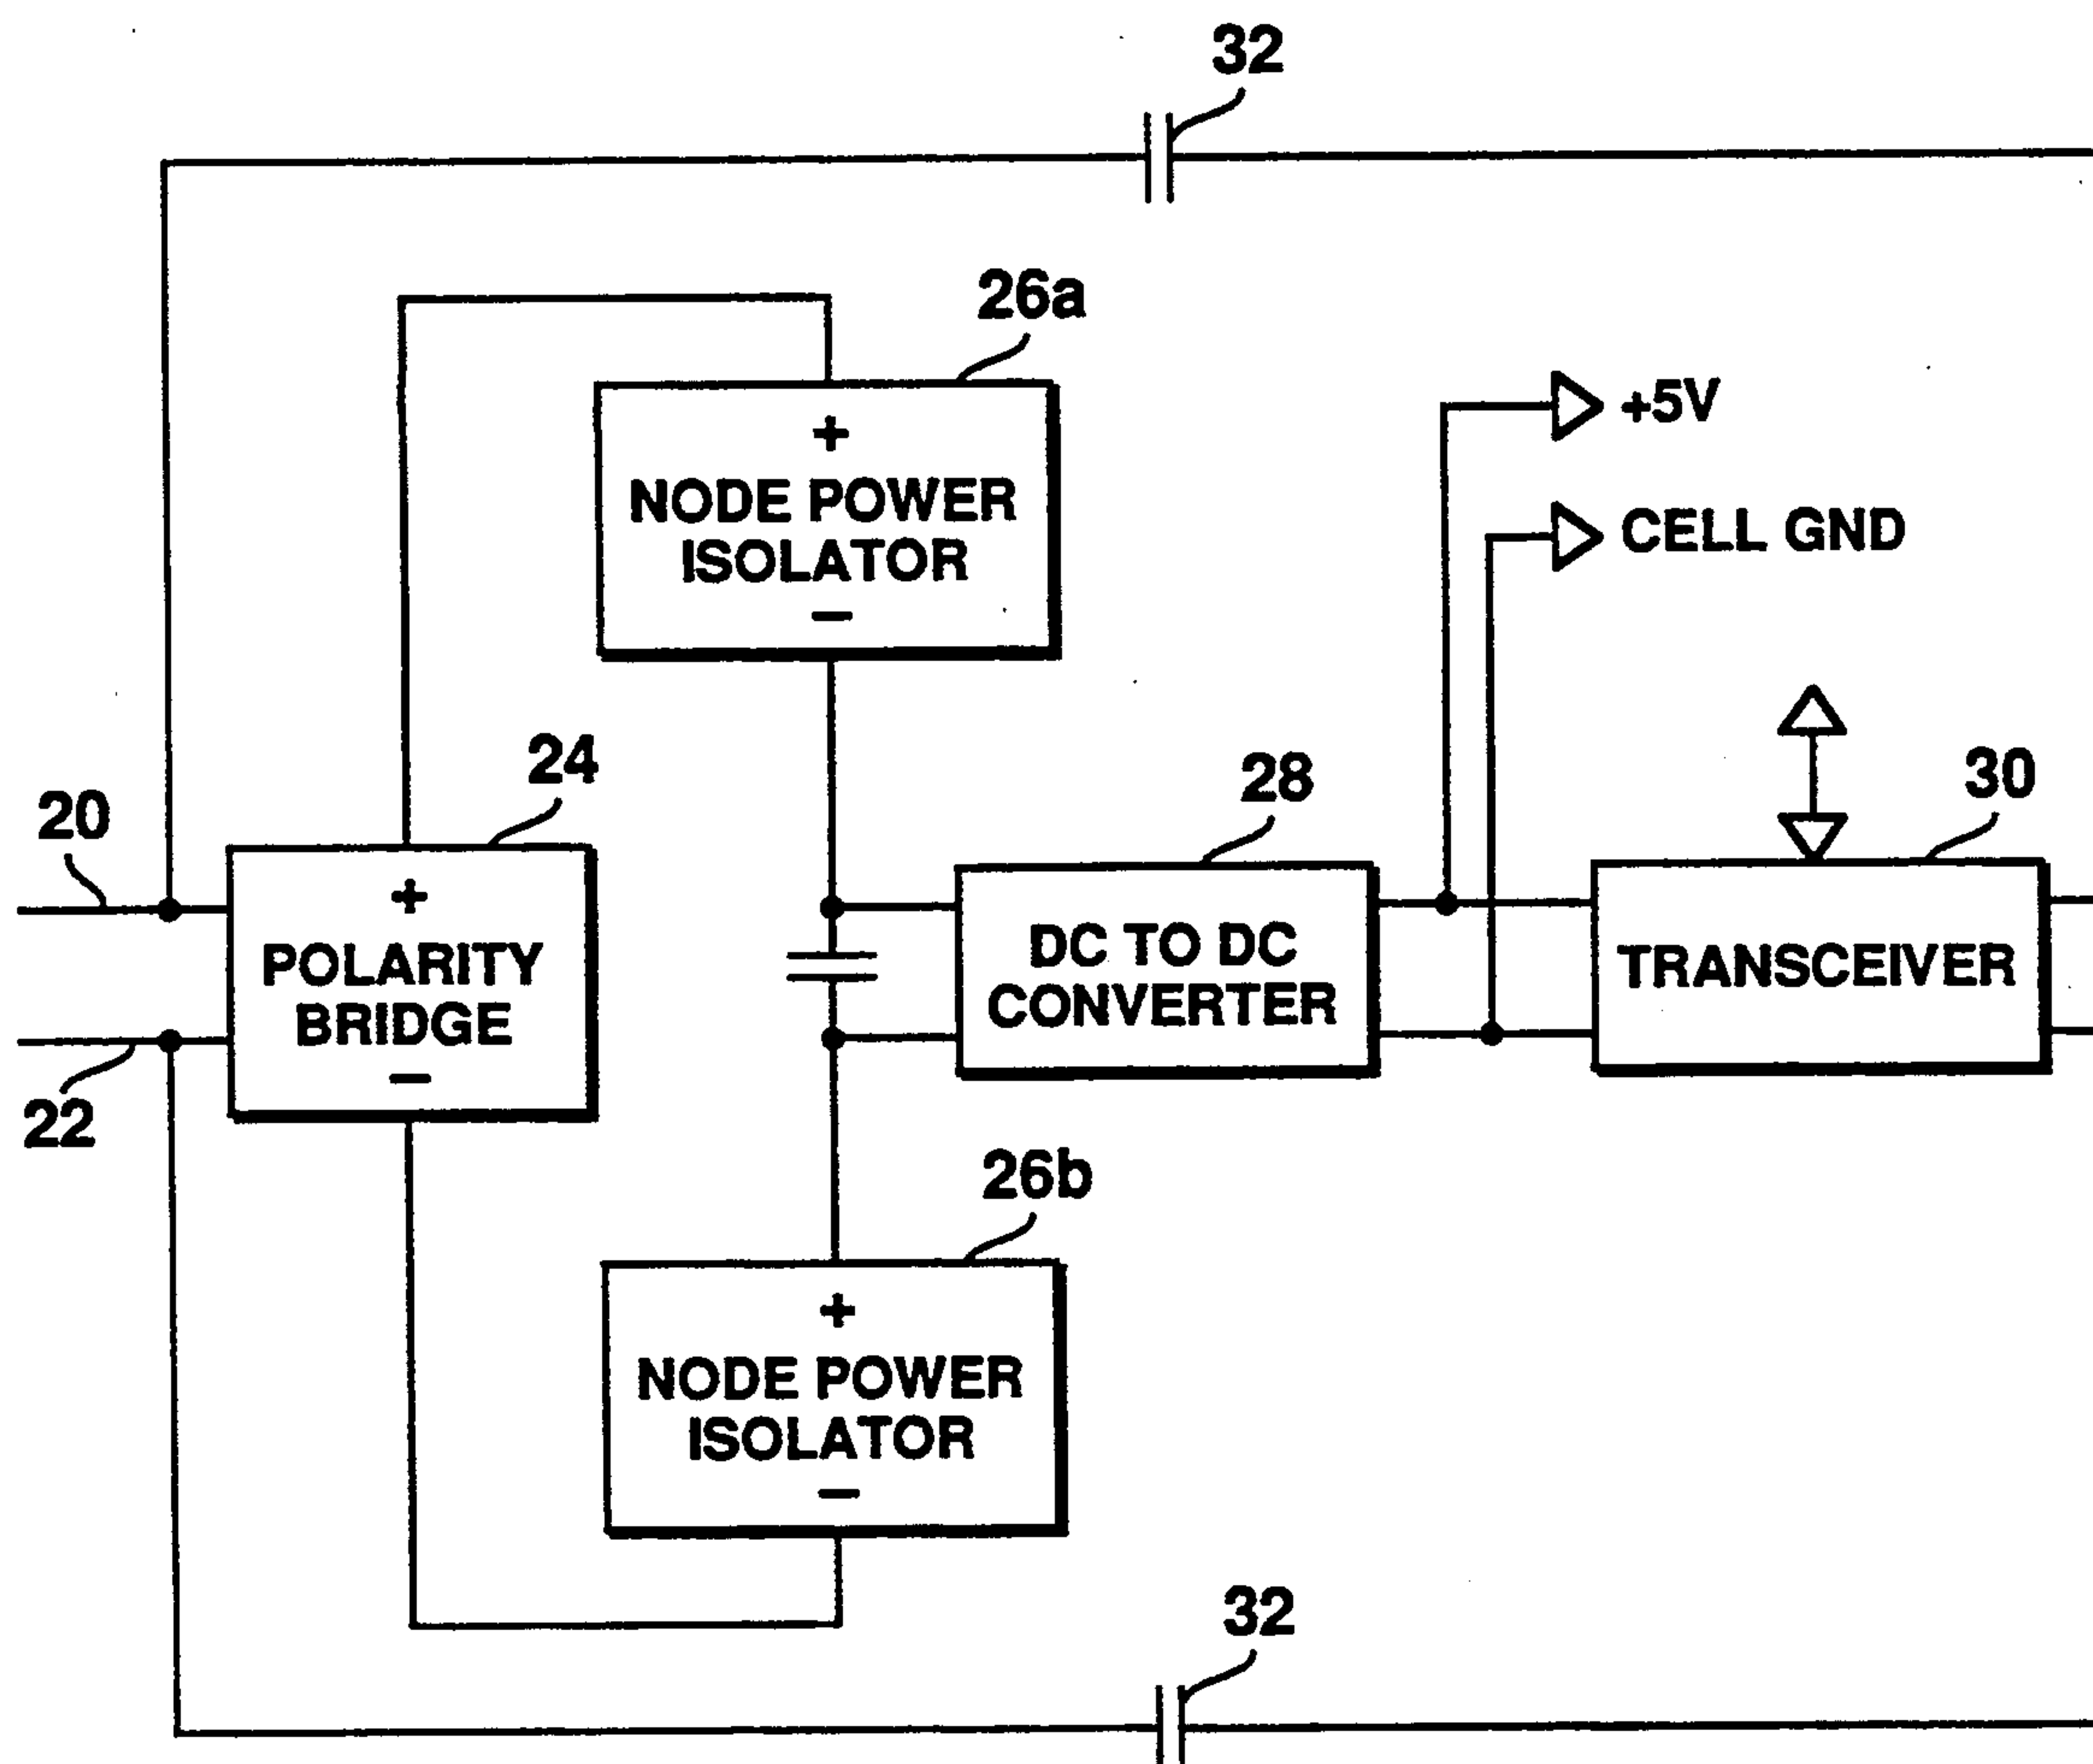 32
26a
+
NODE POWER
ISOLATOR
−
+5V
CELL GND
24
20
+
POLARITY
BRIDGE
−
22
28
DC TO DC
CONVERTER
30
TRANSCEIVER
26b
+
NODE POWER
ISOLATOR
−
32